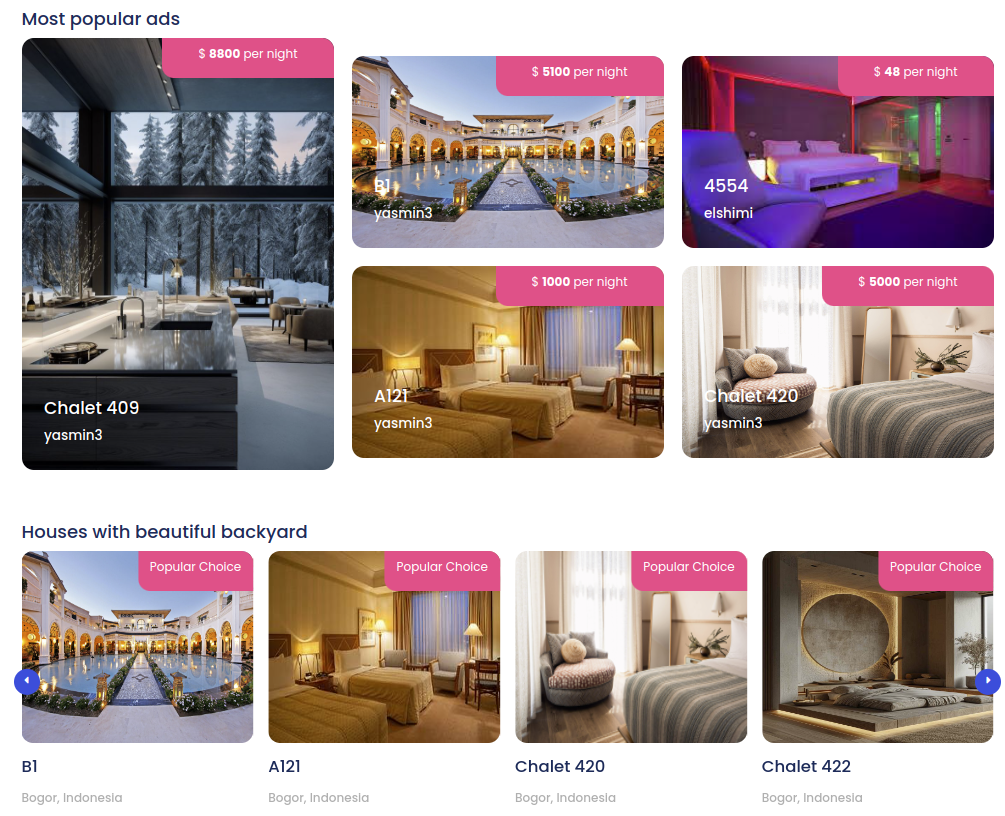 Most popular ads
$ 8800 per night
Chalet 409
yasmin3
$ 5100 per night
B1
yasmin3
$ 48 per night
4554
elshimi
$ 1000 per night
A121
yasmin3
$ 5000 per night
Chalet 420
yasmin3
Houses with beautiful backyard
Popular Choice
Popular Choice
Popular Choice
Popular Choice
B1
A121
Chalet 420
Chalet 422
Bogor, Indonesia
Bogor, Indonesia
Bogor, Indonesia
Bogor, Indonesia